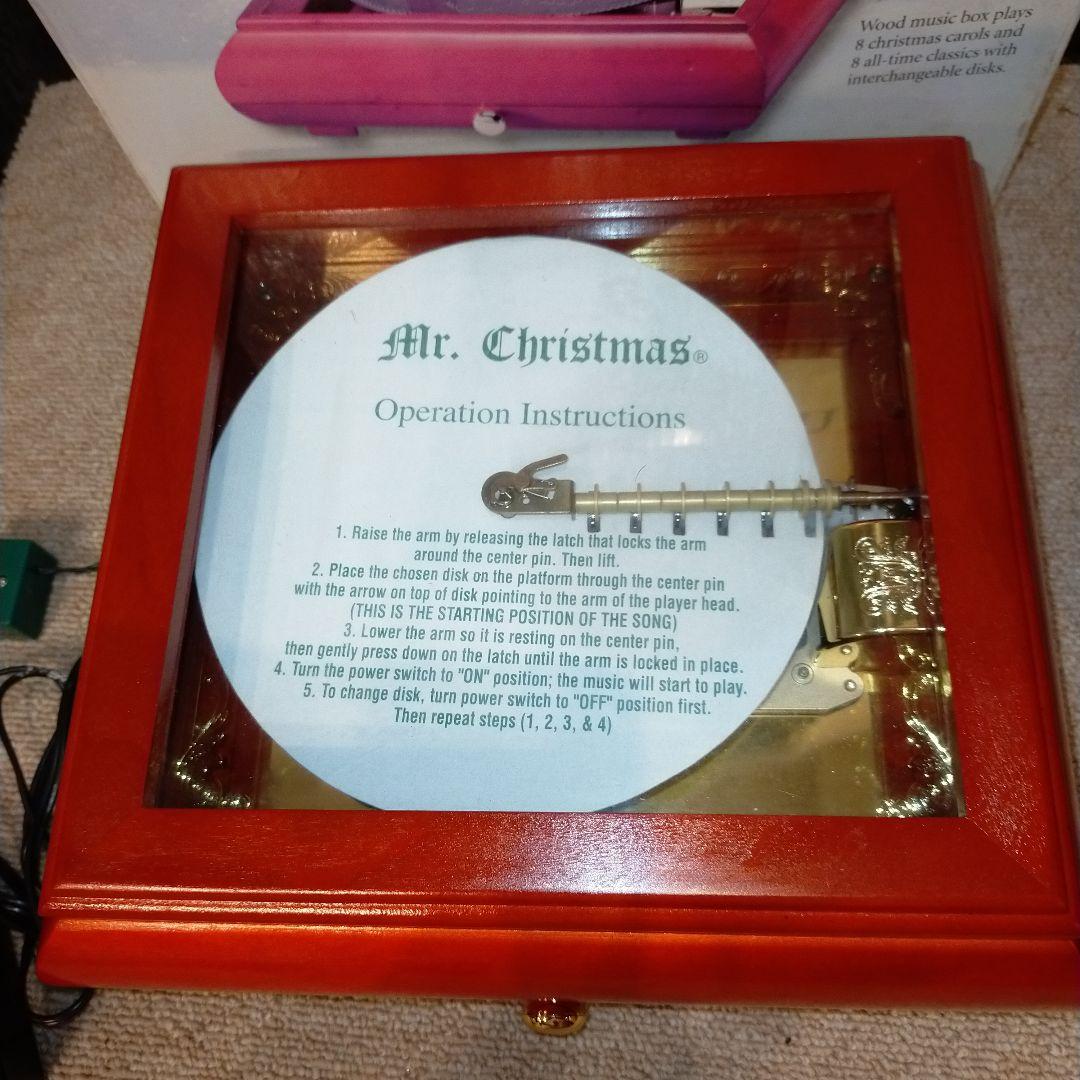 Wood music box plays
8 christmas carols and
8 all-time classics with
interchangeable disks.
Mr. Christmas®
Operation Instructions
1. Raise the arm by releasing the latch that locks the arm
around the center pin. Then lift.
2. Place the chosen disk on the platform through the center pin
with the arrow on top of disk pointing to the arm of the player head.
(THIS IS THE STARTING POSITION OF THE SONG)
3. Lower the arm so it is resting on the center pin,
then gently press down on the latch until the arm is locked in place.
4. Turn the power switch to "ON" position; the music will start to play.
5. To change disk, turn power switch to "OFF" position first.
Then repeat steps (1, 2, 3, & 4)